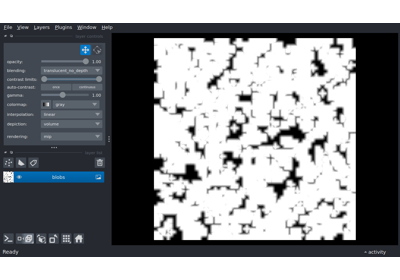 File View Layers Plugins Window Help
opacity: 1.00
blending: translucent_no_depth
contrast limits:
auto-contrast: once continuous
gamma: 1.00
colormap: gray
interpolation: linear
depiction: volume
rendering: mip
blobs
Ready activity